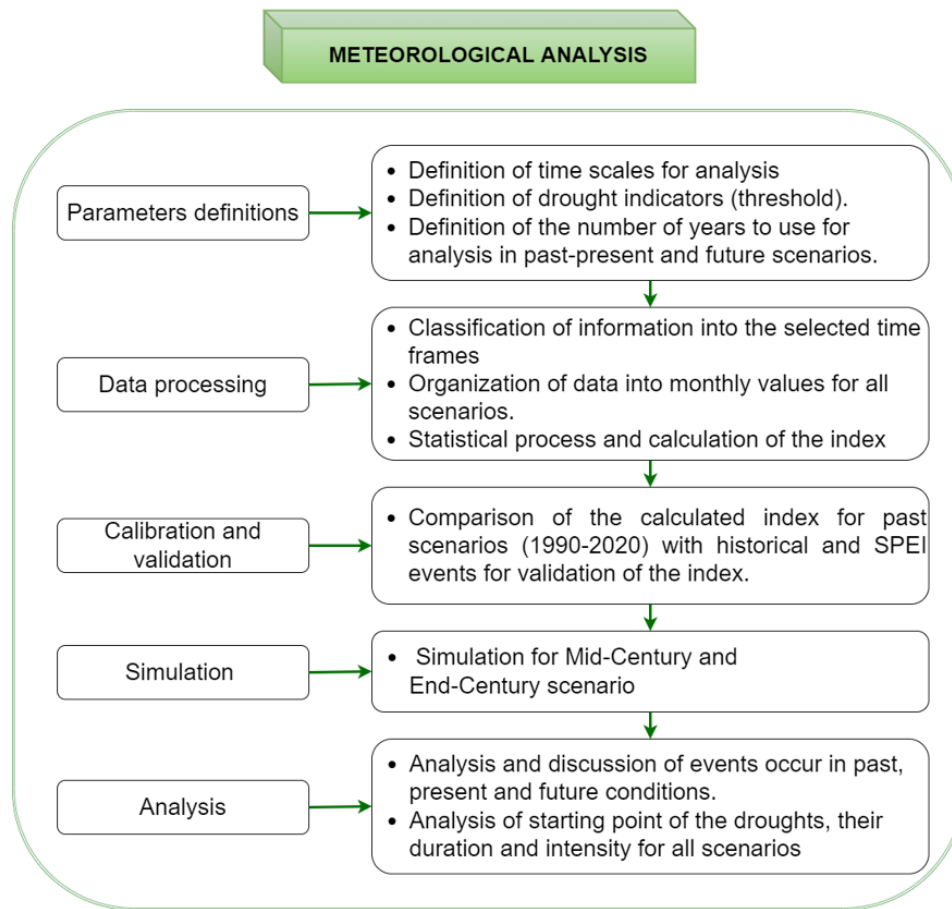 METEOROLOGICAL ANALYSIS
Parameters definitions
• Definition of time scales for analysis
• Definition of drought indicators (threshold).
• Definition of the number of years to use for
analysis in past-present and future scenarios.
Data processing
• Classification of information into the selected time
frames
• Organization of data into monthly values for all
scenarios.
• Statistical process and calculation of the index
Calibration and
validation
• Comparison of the calculated index for past
scenarios (1990-2020) with historical and SPEI
events for validation of the index.
Simulation
• Simulation for Mid-Century and
End-Century scenario
Analysis
• Analysis and discussion of events occur in past,
present and future conditions.
• Analysis of starting point of the droughts, their
duration and intensity for all scenarios